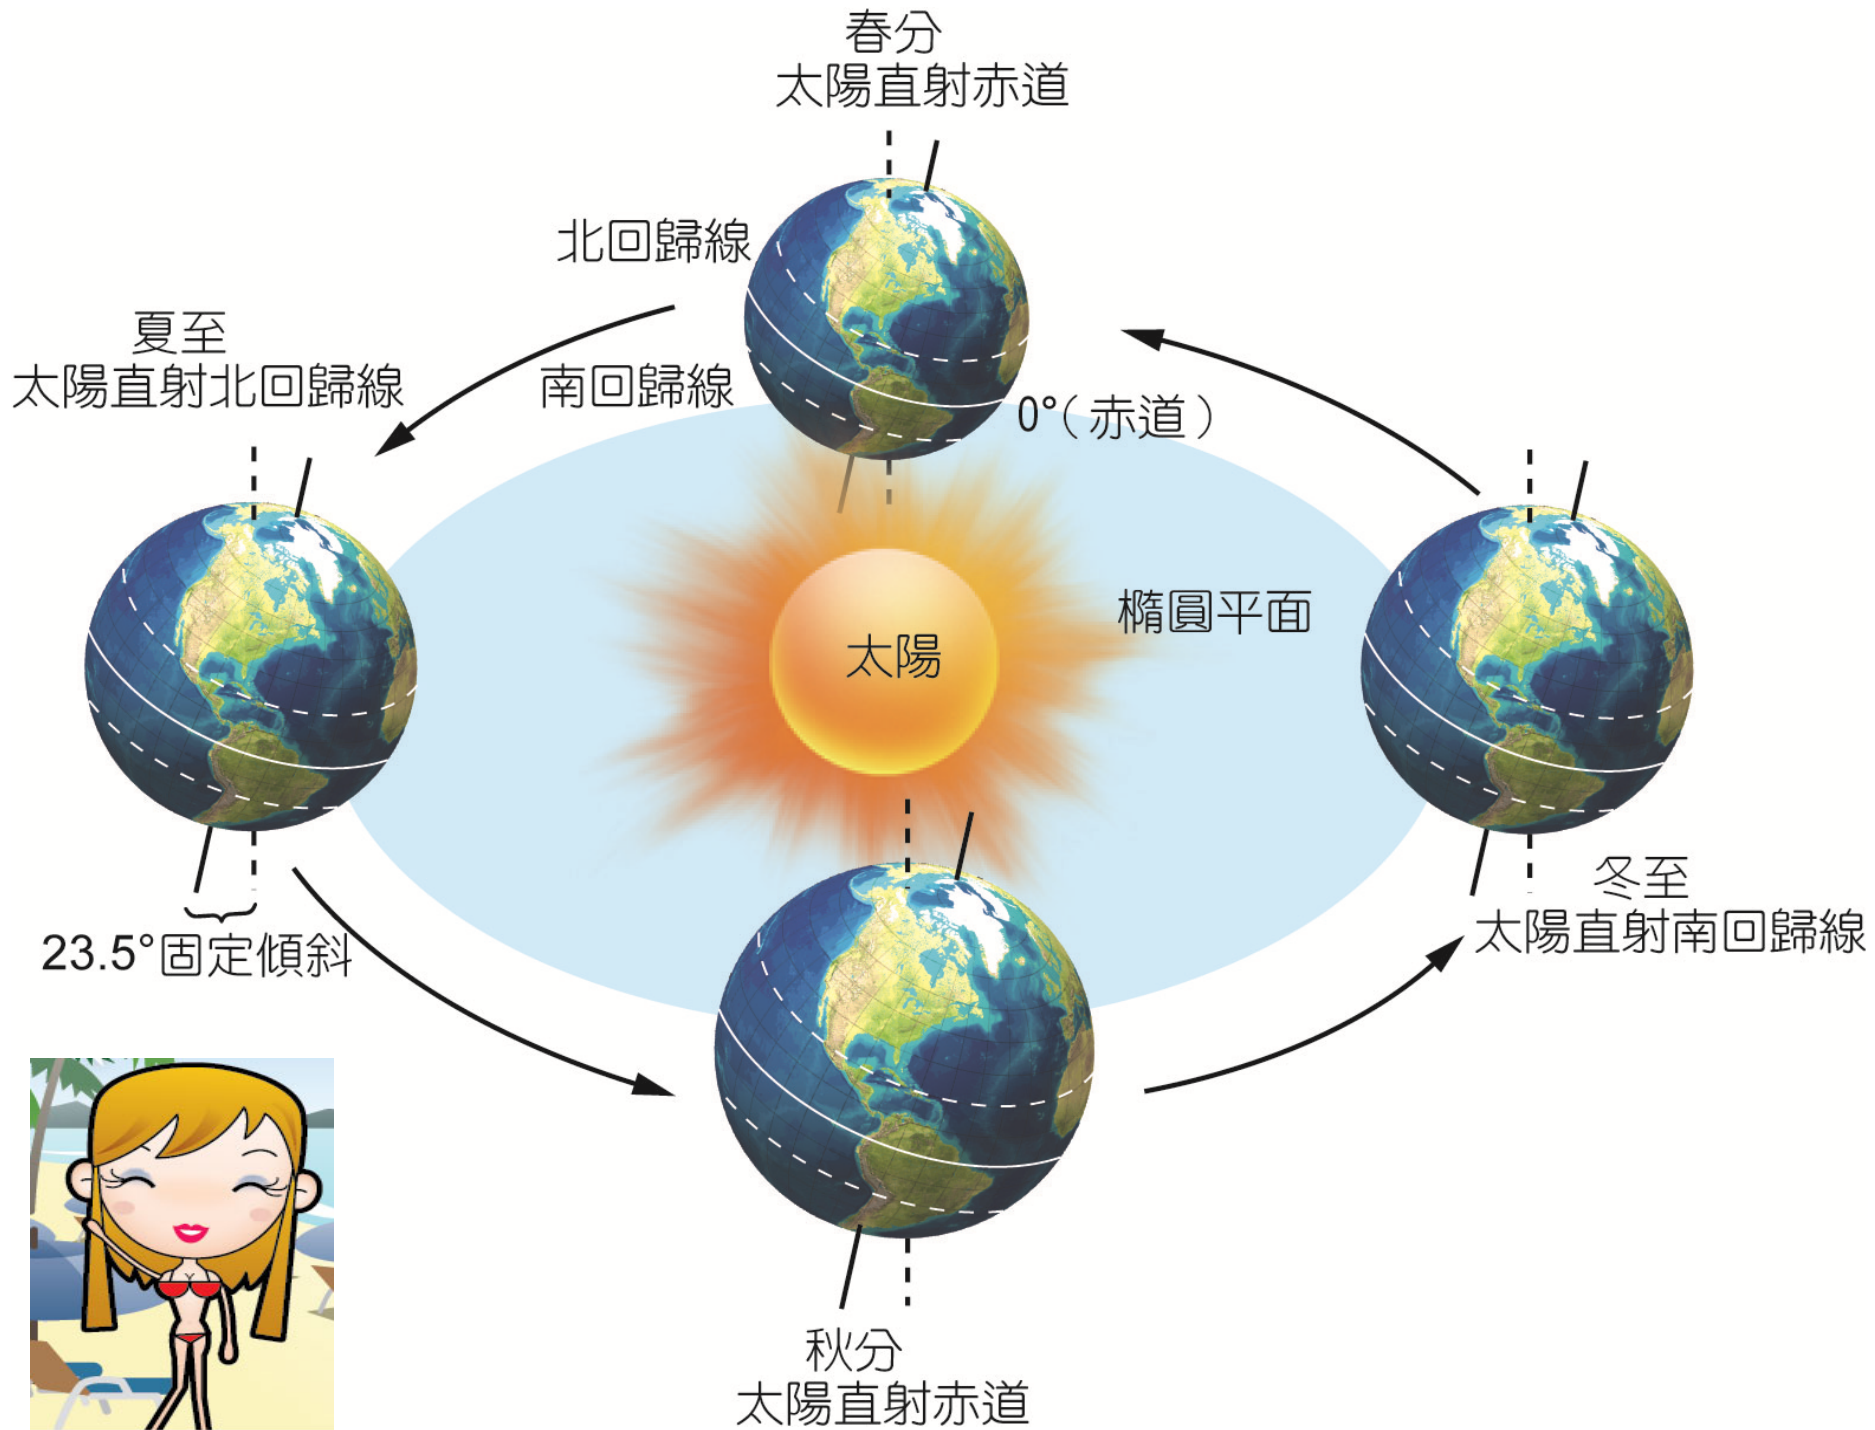 春分
太陽直射赤道
北回歸線
夏至
太陽直射北回歸線
南回歸線
0°（赤道）
橢圓平面
太陽
冬至
太陽直射南回歸線
23.5°固定傾斜
秋分
太陽直射赤道